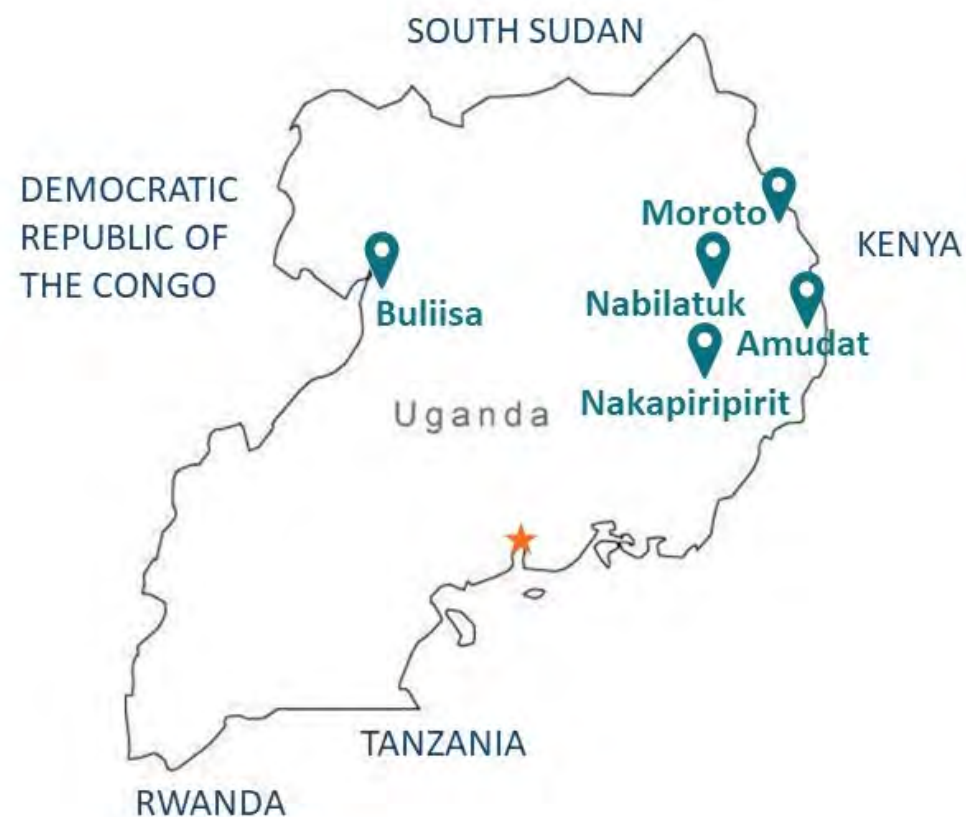 SOUTH SUDAN
DEMOCRATIC
REPUBLIC OF
THE CONGO
Moroto
KENYA
Nabilatuk
Buliisa
Amudat
Nakapiripirit
Uganda
TANZANIA
RWANDA